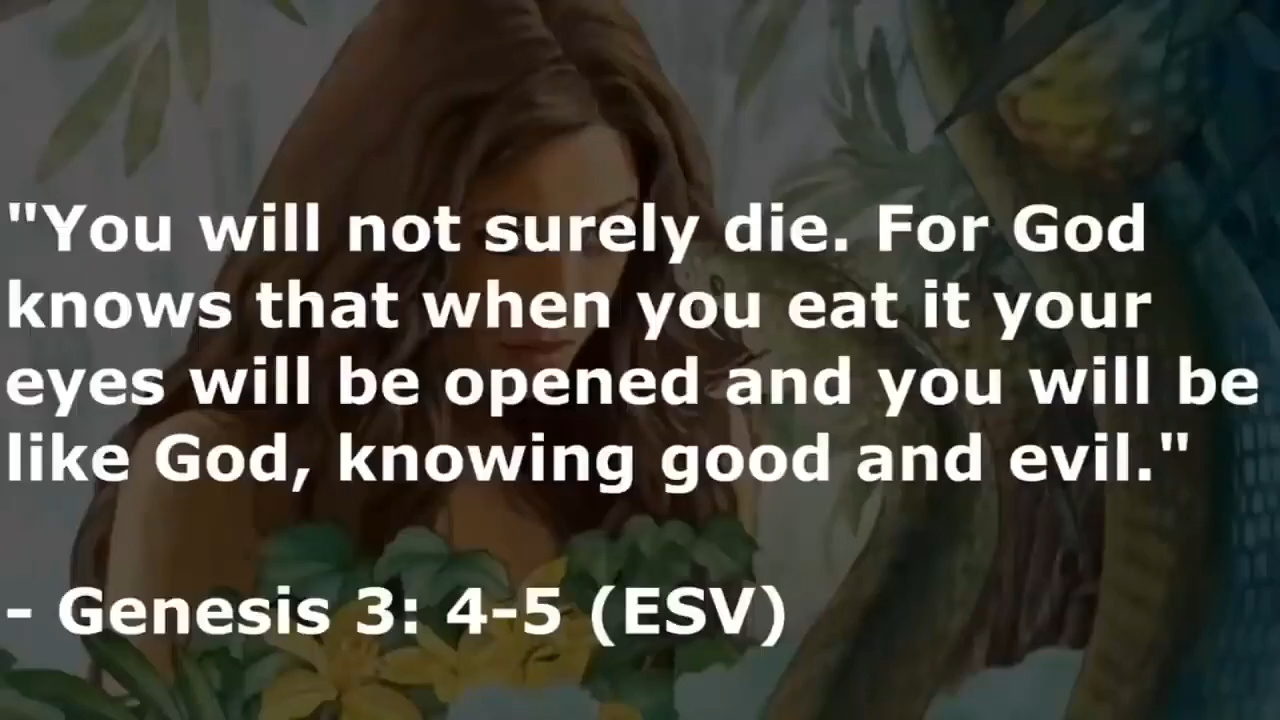 "You will not surely die. For God
knows that when you eat it your
eyes will be opened and you will be
like God, knowing good and evil."
- Genesis 3: 4-5 (ESV)